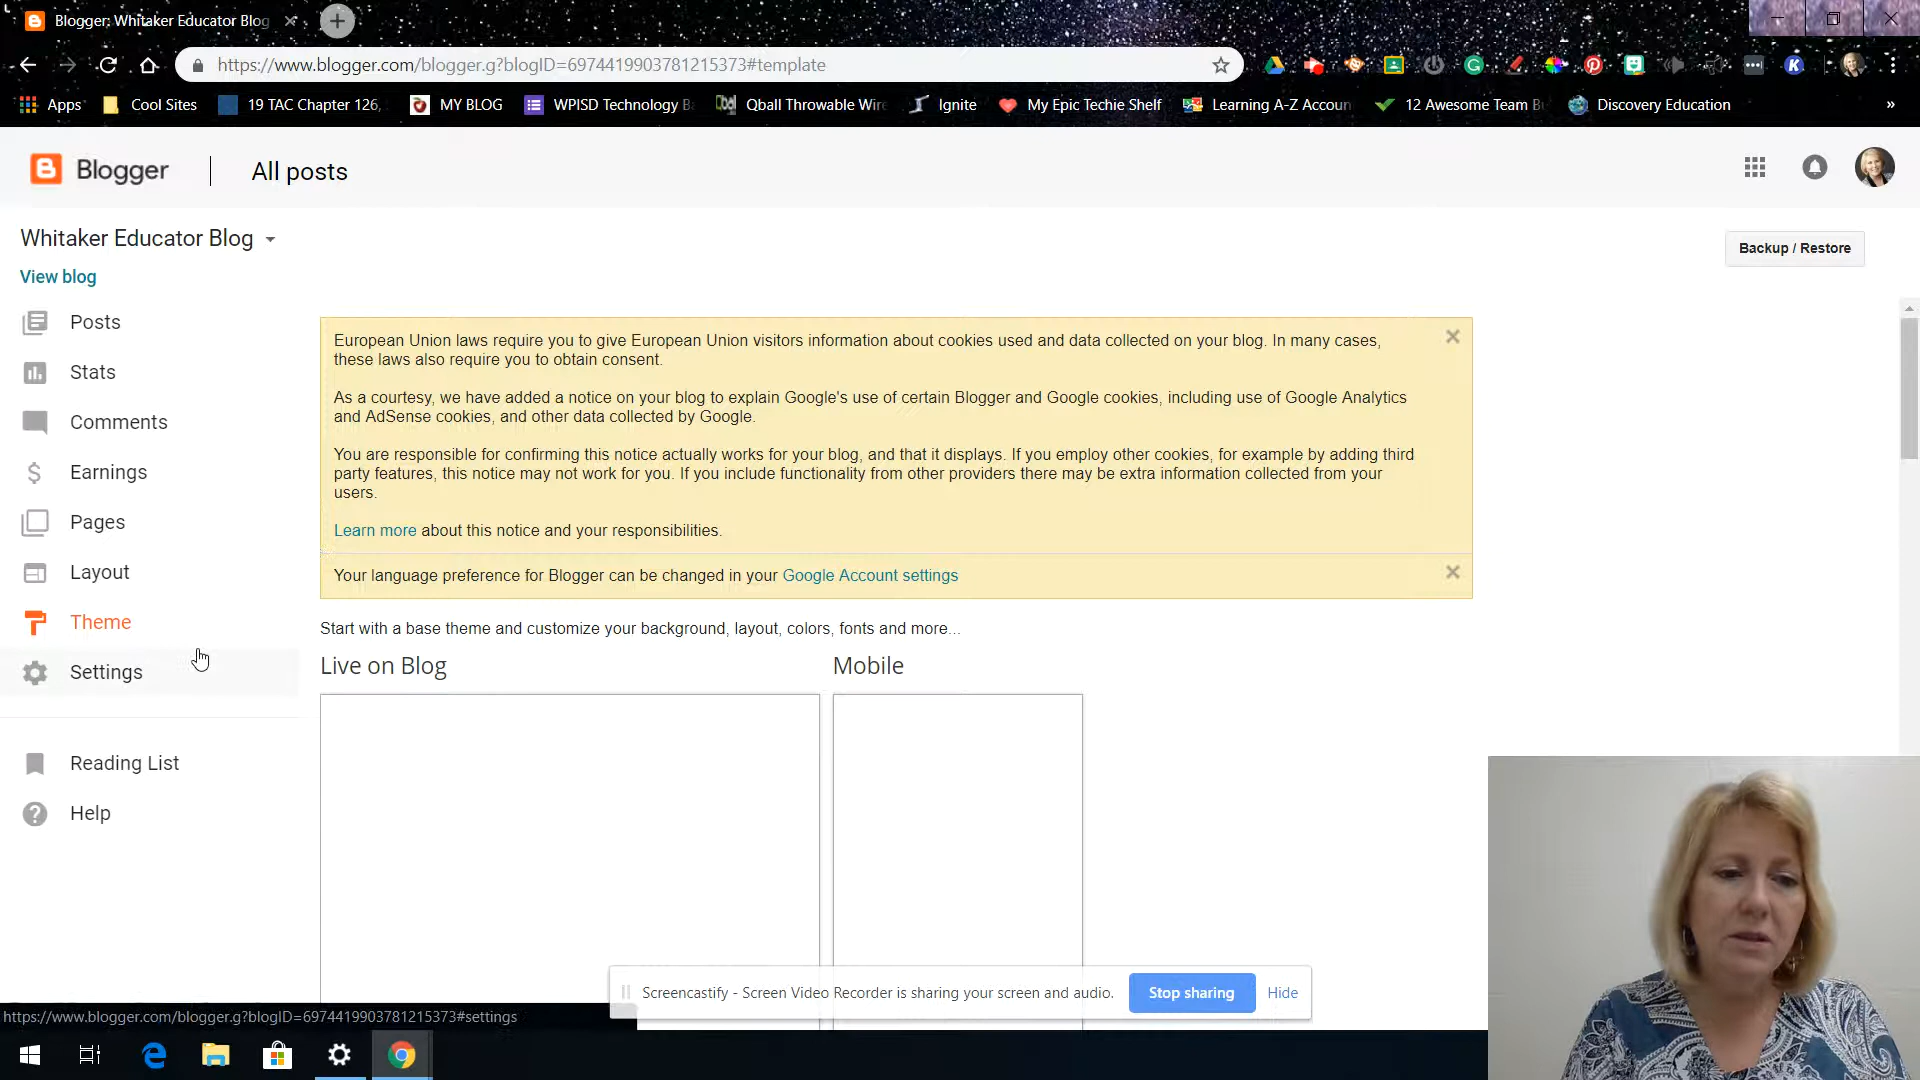 Blogger: Whitaker Educator Blog
https://www.blogger.com/blogger.g?blogID=6974419903781215373#template
Apps
Cool Sites
19 TAC Chapter 126,
MY BLOG
WPISD Technology B
Qball Throwable Wire
Ignite
My Epic Techie Shelf
Learning A-Z Accoun
12 Awesome Team B
Discovery Education
»
Blogger
All posts
Whitaker Educator Blog
View blog
Backup / Restore
Posts
Stats
Comments
Earnings
Pages
Layout
Theme
Settings
Reading List
Help
European Union laws require you to give European Union visitors information about cookies used and data collected on your blog. In many cases,
these laws also require you to obtain consent.
As a courtesy, we have added a notice on your blog to explain Google's use of certain Blogger and Google cookies, including use of Google Analytics
and AdSense cookies, and other data collected by Google.
You are responsible for confirming this notice actually works for your blog, and that it displays. If you employ other cookies, for example by adding third
party features, this notice may not work for you. If you include functionality from other providers there may be extra information collected from your
users.
Learn more about this notice and your responsibilities.
Your language preference for Blogger can be changed in your Google Account settings
Start with a base theme and customize your background, layout, colors, fonts and more...
Live on Blog
Mobile
Screencastify - Screen Video Recorder is sharing your screen and audio.
Stop sharing
Hide
https://www.blogger.com/blogger.g?blogID=6974419903781215373#settings